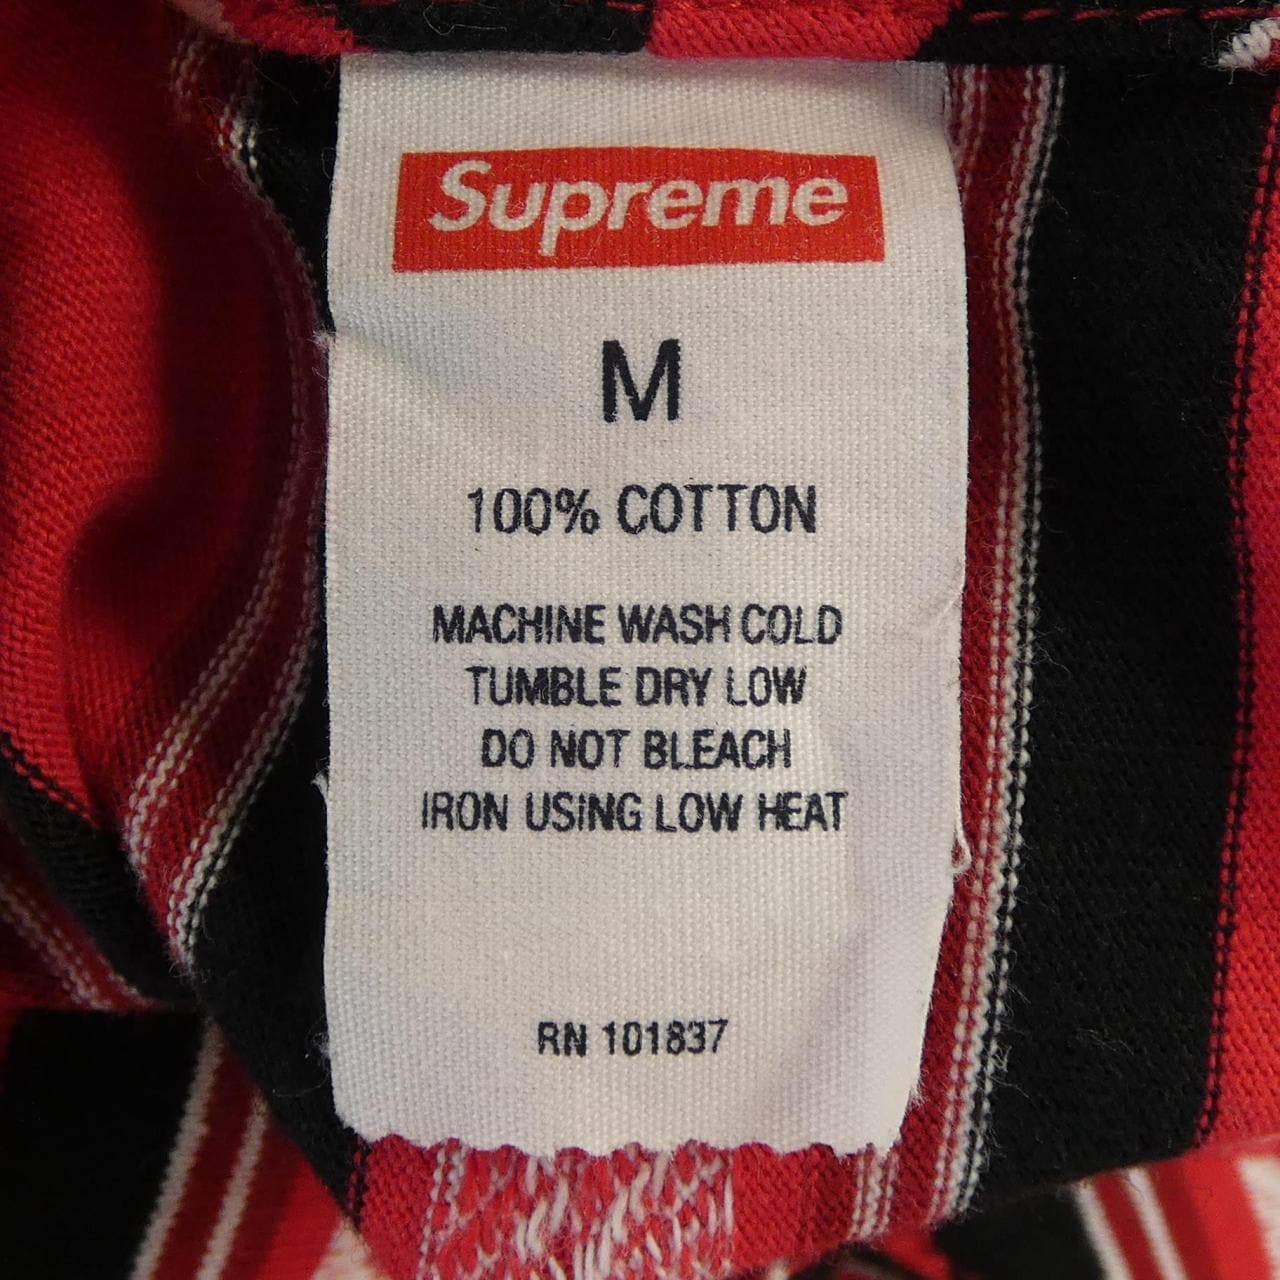 Supreme
M
100% COTTON
MACHINE WASH COLD
TUMBLE DRY LOW
DO NOT BLEACH
IRON USING LOW HEAT
RN 101837